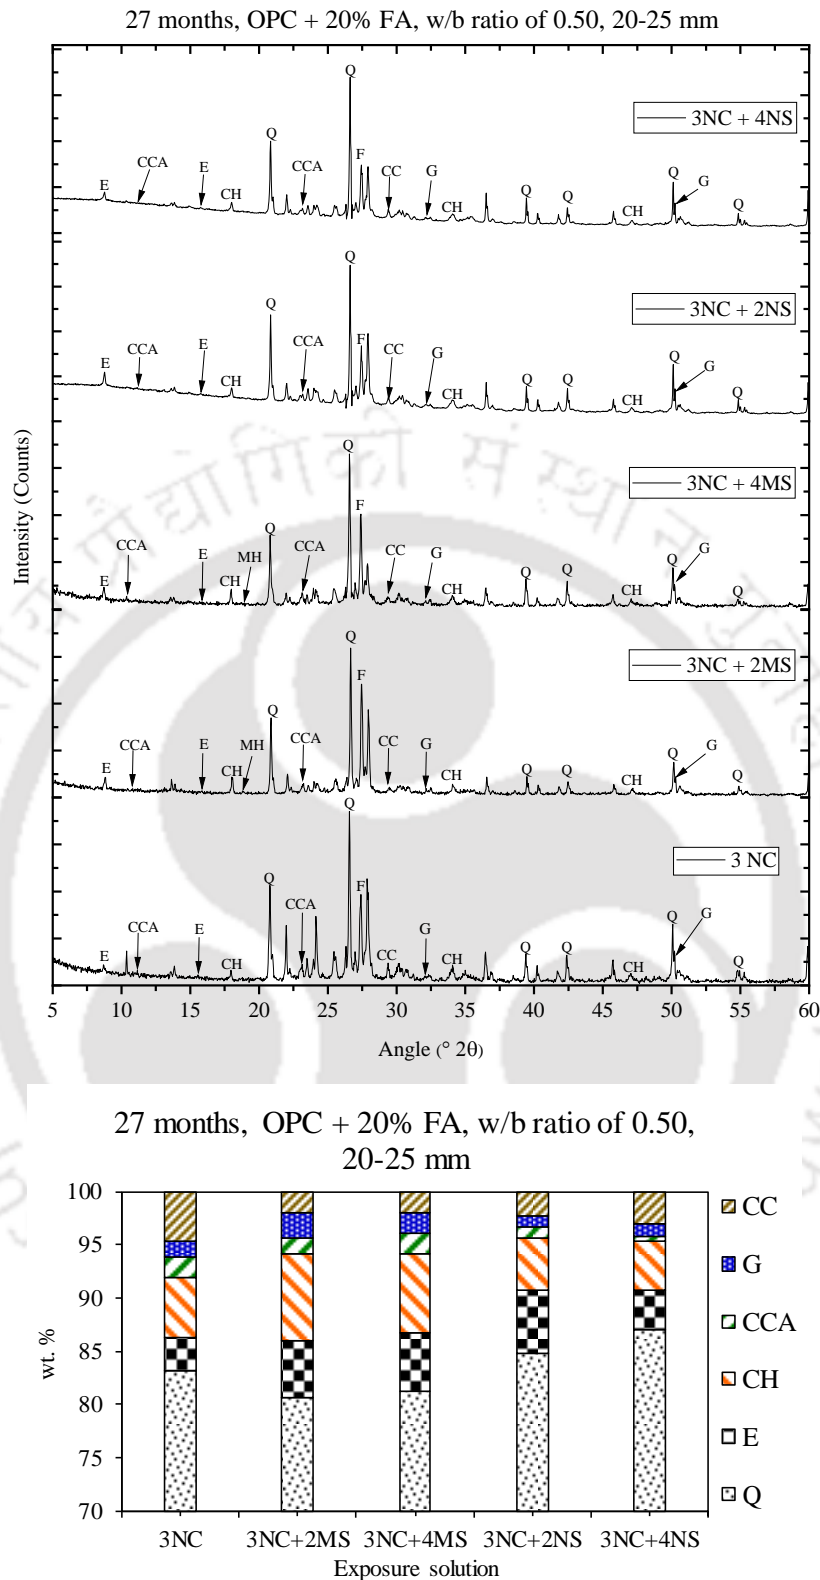 27 months, OPC + 20% FA, w/b ratio of 0.50, 20-25 mm
Q
3NC + 4NS
Q
F
E CCA E CH CCA CC G CH Q Q CH Q G Q
Q
3NC + 2NS
Q
F
E CCA E CH CCA CC G CH Q Q CH Q G Q
Q
3NC + 4MS
Q
F
E CCA E CH MH CCA CC G CH Q Q CH Q G Q
Q
3NC + 2MS
Q
F
E CCA E CH MH CCA CC G CH Q Q CH Q G Q
Q
3 NC
Q
F
E CCA E CH CCA CC G CH Q Q CH Q G Q
Intensity (Counts)
5 10 15 20 25 30 35 40 45 50 55 60
Angle (° 2θ)
27 months, OPC + 20% FA, w/b ratio of 0.50,
20-25 mm
100
95
90
85
80
75
70
wt. %
CC
G
CCA
CH
E
Q
3NC 3NC+2MS 3NC+4MS 3NC+2NS 3NC+4NS
Exposure solution